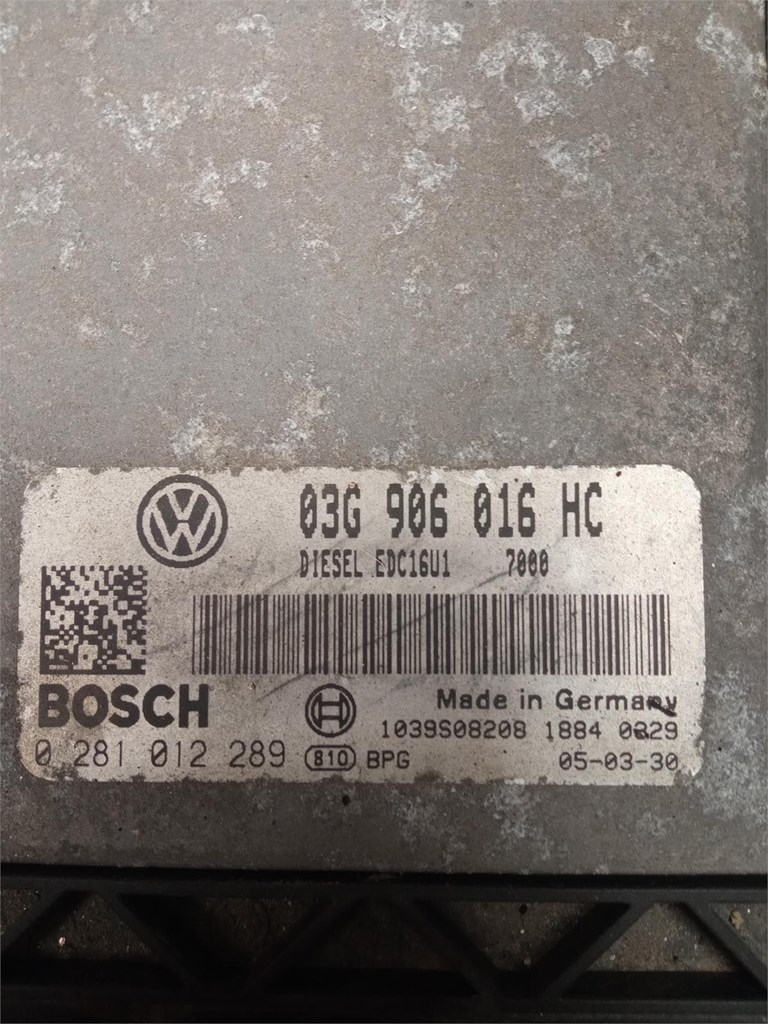 03G 906 016 HC
DIESEL EDC16U1 7000
BOSCH
Made in Germany
1039S08208 1884 0829
0 281 012 289 810 BPG 05-03-30